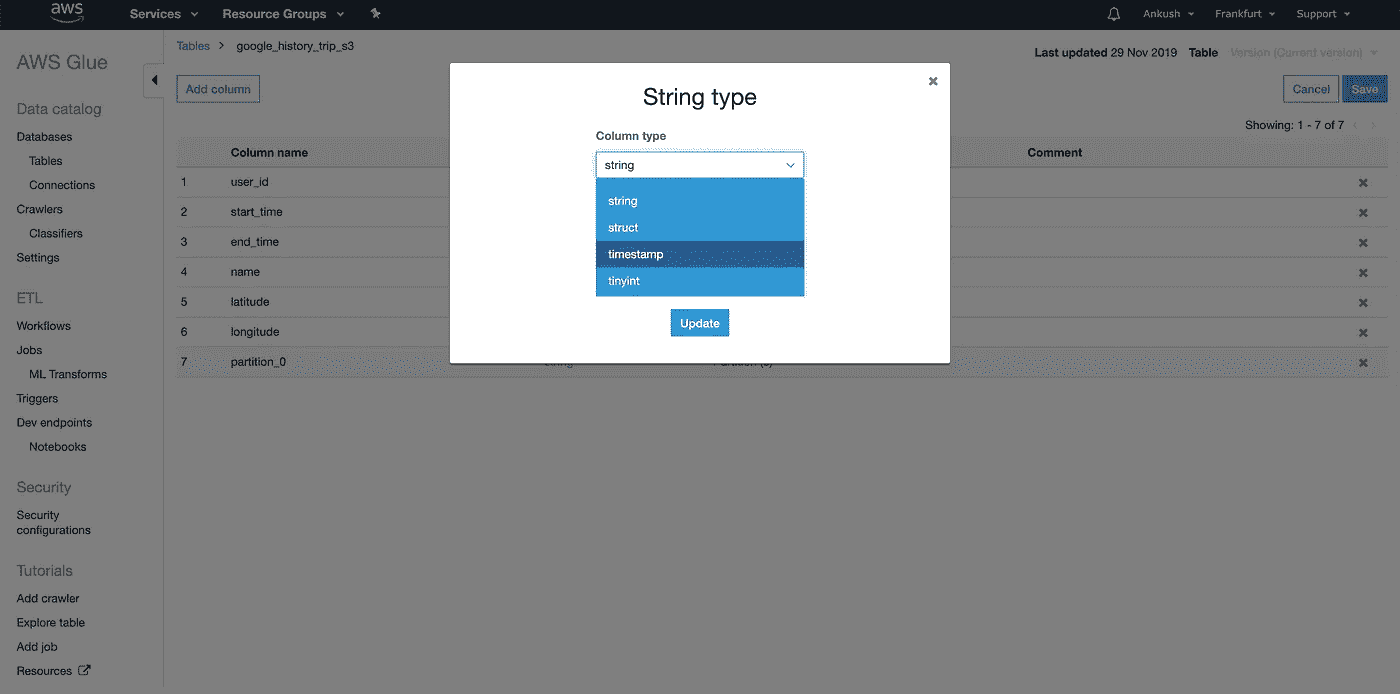 aws Services Resource Groups Ankush Frankfurt Support
Tables > google_history_trip_s3
Last updated 29 Nov 2019 Table Version (Current version)
Add column
Cancel Save
Showing: 1 - 7 of 7
Column name Comment
1 user_id
2 start_time
3 end_time
4 name
5 latitude
6 longitude
7 partition_0 string Partition (0)
String type
Column type
string
string
struct
timestamp
tinyint
Update
AWS Glue
Data catalog
Databases
Tables
Connections
Crawlers
Classifiers
Settings
ETL
Workflows
Jobs
ML Transforms
Triggers
Dev endpoints
Notebooks
Security
Security
configurations
Tutorials
Add crawler
Explore table
Add job
Resources